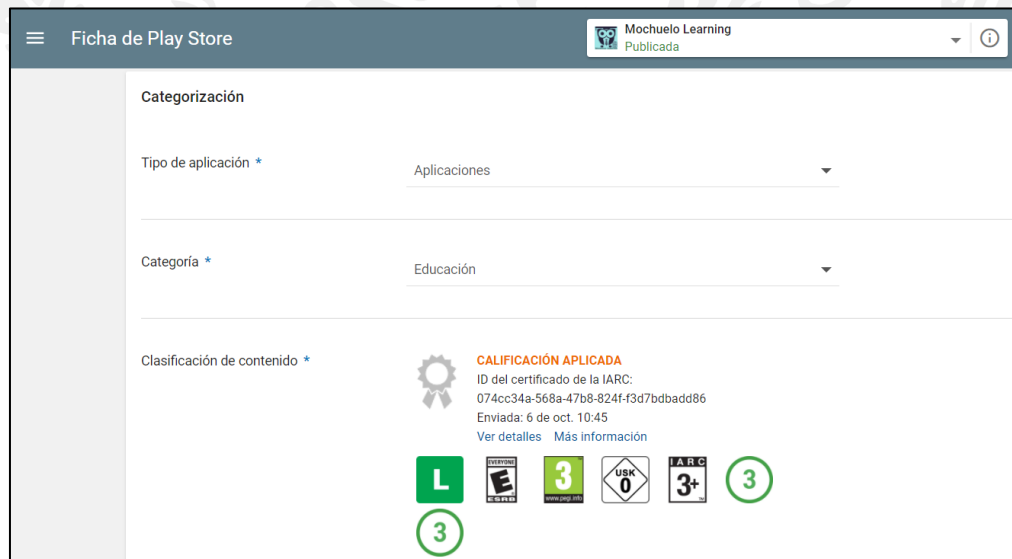 Ficha de Play Store
Mochuelo Learning
Publicada
Categorización
Tipo de aplicación *
Aplicaciones
Categoría *
Educación
Clasificación de contenido *
CALIFICACIÓN APLICADA
ID del certificado de la IARC:
074cc34a-568a-47b8-824f-f3d7bdbadd86
Enviada: 6 de oct. 10:45
Ver detalles Más información
L
EVERYONE
E
ESRB
3
www.pegi.info
USK
0
IARC
3+
3
3